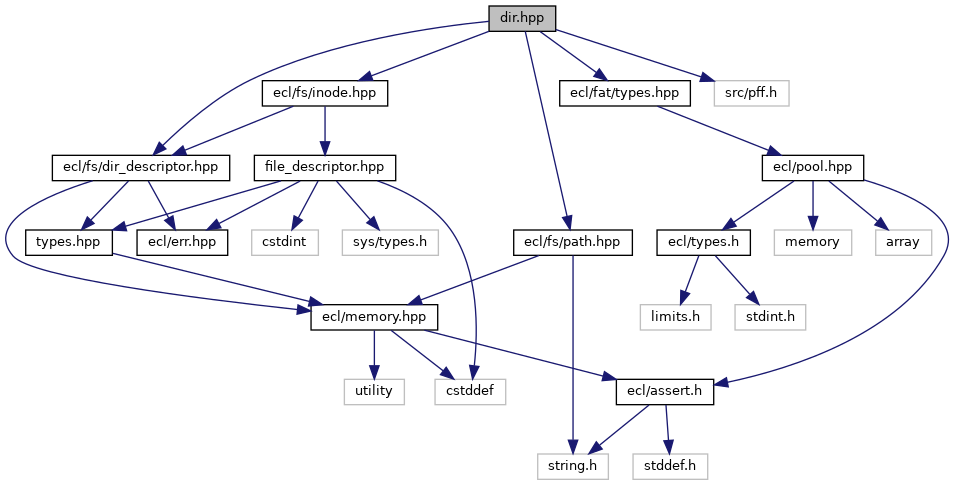 dir.hpp
ecl/fs/inode.hpp
ecl/fat/types.hpp
src/pff.h
ecl/fs/dir_descriptor.hpp
file_descriptor.hpp
ecl/pool.hpp
types.hpp
ecl/err.hpp
cstdint
sys/types.h
ecl/fs/path.hpp
ecl/types.h
memory
array
ecl/memory.hpp
limits.h
stdint.h
utility
cstddef
ecl/assert.h
string.h
stddef.h